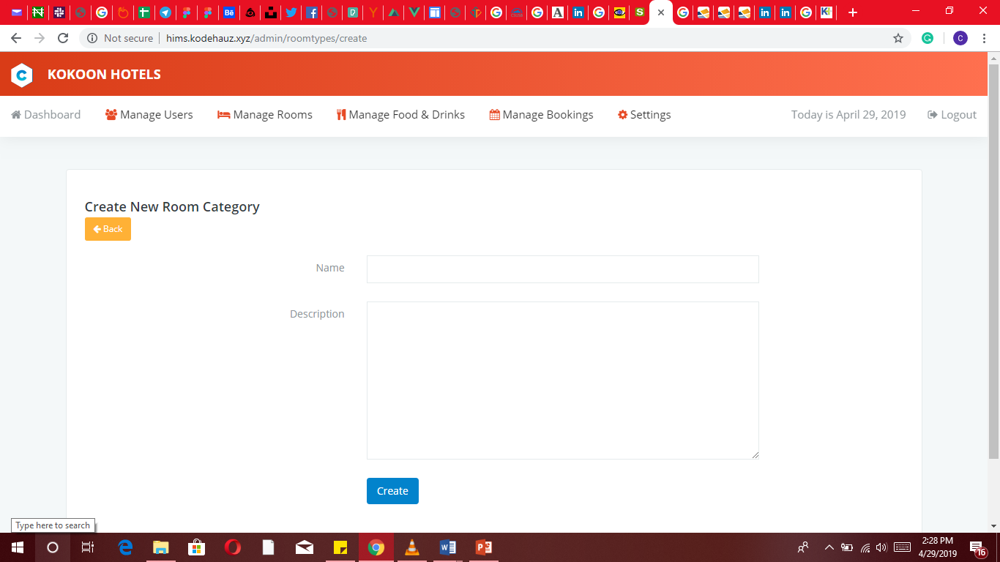 Not secure | hims.kodehauz.xyz/admin/roomtypes/create
C
C KOKOON HOTELS
Dashboard Manage Users Manage Rooms Manage Food & Drinks Manage Bookings Settings Today is April 29, 2019 Logout
Create New Room Category
Back
Name
Description
Create
Type here to search
2:28 PM
4/29/2019
16